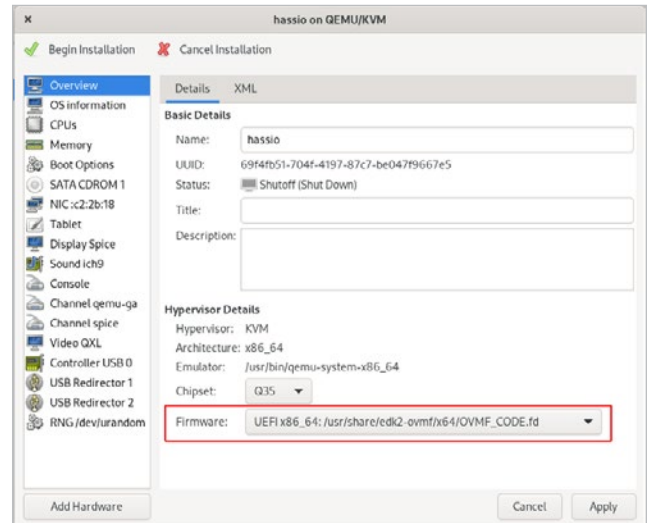 hassio on QEMU/KVM
Begin Installation
Cancel Installation
Overview
OS information
CPUs
Memory
Boot Options
SATA CDROM 1
NIC :c2:2b:18
Tablet
Display Spice
Sound ich9
Console
Channel qemu-ga
Channel spice
Video QXL
Controller USB 0
USB Redirector 1
USB Redirector 2
RNG /dev/urandom
Add Hardware
Details
XML
Basic Details
Name: hassio
UUID: 69f4fb51-704f-4197-87c7-be047f9667e5
Status: Shutoff (Shut Down)
Title:
Description:
Hypervisor Details
Hypervisor: KVM
Architecture: x86_64
Emulator: /usr/bin/qemu-system-x86_64
Chipset: Q35
Firmware: UEFI x86_64: /usr/share/edk2-ovmf/x64/OVMF_CODE.fd
Cancel
Apply